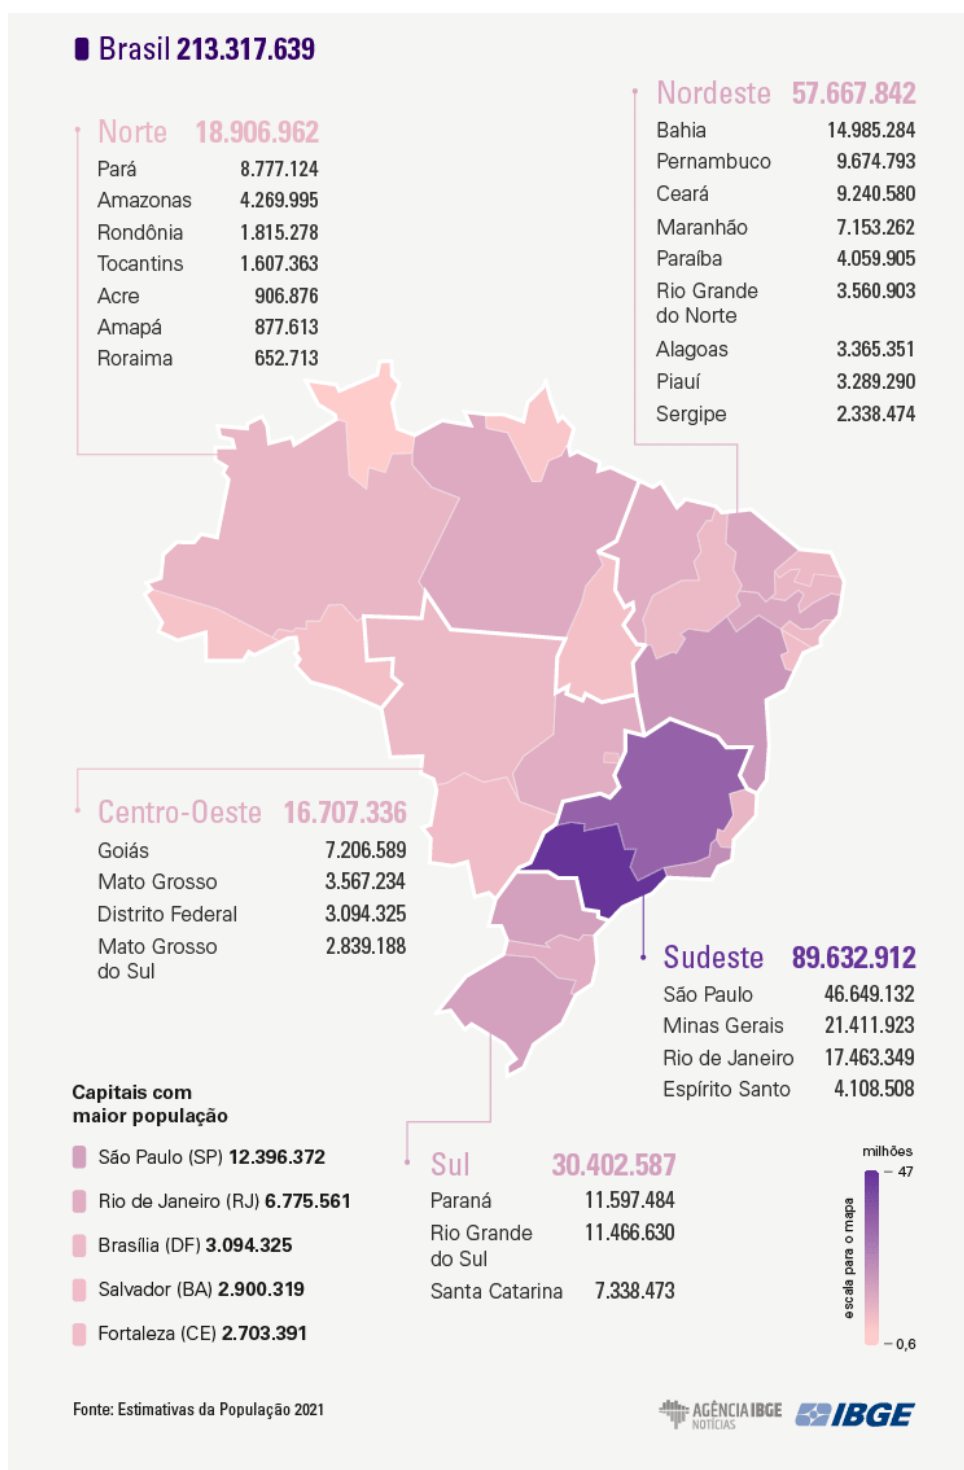 Brasil 213.317.639
Norte 18.906.962
Pará 8.777.124
Amazonas 4.269.995
Rondônia 1.815.278
Tocantins 1.607.363
Acre 906.876
Amapá 877.613
Roraima 652.713
Nordeste 57.667.842
Bahia 14.985.284
Pernambuco 9.674.793
Ceará 9.240.580
Maranhão 7.153.262
Paraíba 4.059.905
Rio Grande 3.560.903
do Norte
Alagoas 3.365.351
Piauí 3.289.290
Sergipe 2.338.474
Centro-Oeste 16.707.336
Goiás 7.206.589
Mato Grosso 3.567.234
Distrito Federal 3.094.325
Mato Grosso 2.839.188
do Sul
Sudeste 89.632.912
São Paulo 46.649.132
Minas Gerais 21.411.923
Rio de Janeiro 17.463.349
Espírito Santo 4.108.508
Capitais com
maior população
São Paulo (SP) 12.396.372
Rio de Janeiro (RJ) 6.775.561
Brasília (DF) 3.094.325
Salvador (BA) 2.900.319
Fortaleza (CE) 2.703.391
Sul 30.402.587
Paraná 11.597.484
Rio Grande 11.466.630
do Sul
Santa Catarina 7.338.473
milhões
47
escala para o mapa
0,6
Fonte: Estimativas da População 2021
AGÊNCIA IBGE
NOTÍCIAS
IBGE